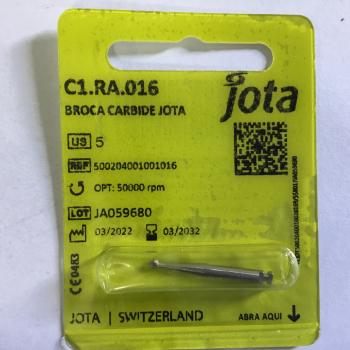 C1.RA.016
jota
BROCA CARBIDE JOTA
US 5
REF 500204001001016
OPT: 50000 rpm
LOT JA059680
03/2022 03/2032
CE 0483
JOTA | SWITZERLAND
ABRA AQUI